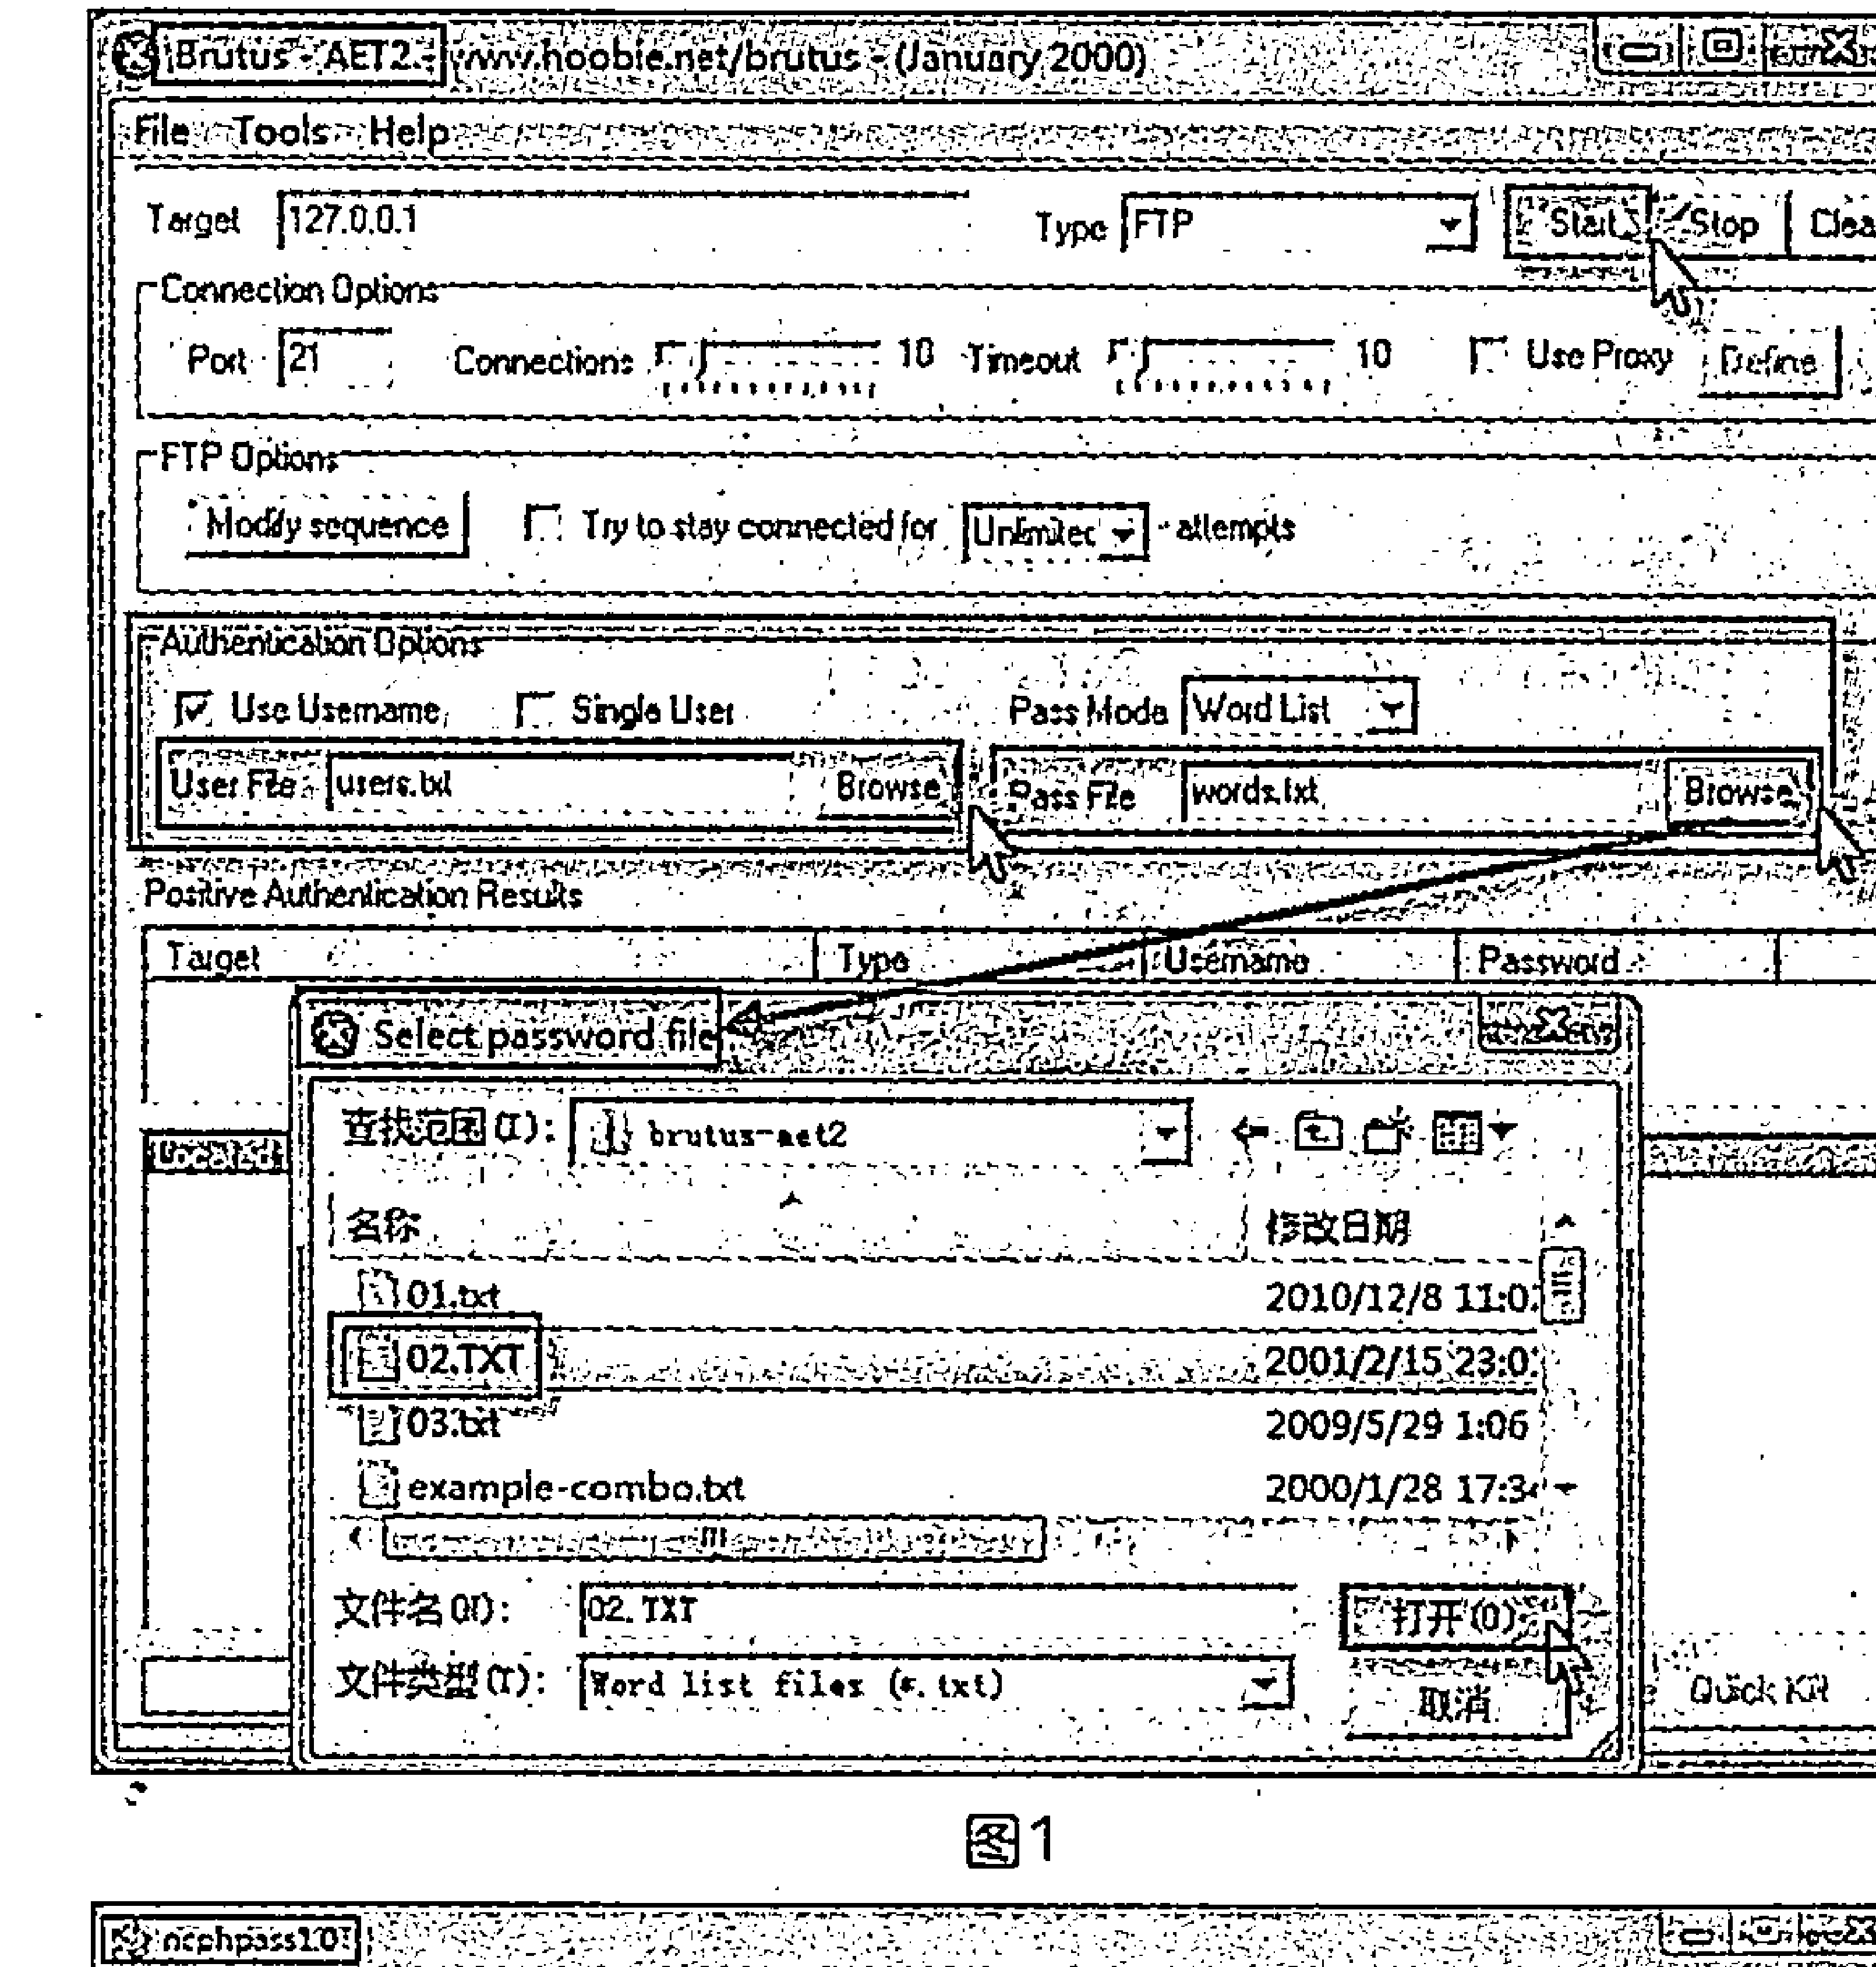 Brutus - AET2 - www.hoobie.net/brutus - (January 2000)
File Tools Help
Target 127.0.0.1 Type FTP Start Stop Clea
Connection Options
Port 21 Connections 10 Timeout 10 Use Proxy Define
FTP Options
Modify sequence Try to stay connected for Unlimitec attempts
Authentication Options
Use Username Single User Pass Mode Word List
User File users.txt Browse Pass File words.txt Browse
Positive Authentication Results
Target Type Username Password
Select password file
查找范围(I): brutus-aet2
Located
名称 修改日期
01.txt 2010/12/8 11:0
02.TXT 2001/2/15 23:0
03.txt 2009/5/29 1:06
example-combo.txt 2000/1/28 17:34
文件名(N): 02.TXT 打开(O)
文件类型(T): Word list files (*.txt) 取消 Quick Kill
图1
ncphpass1.0